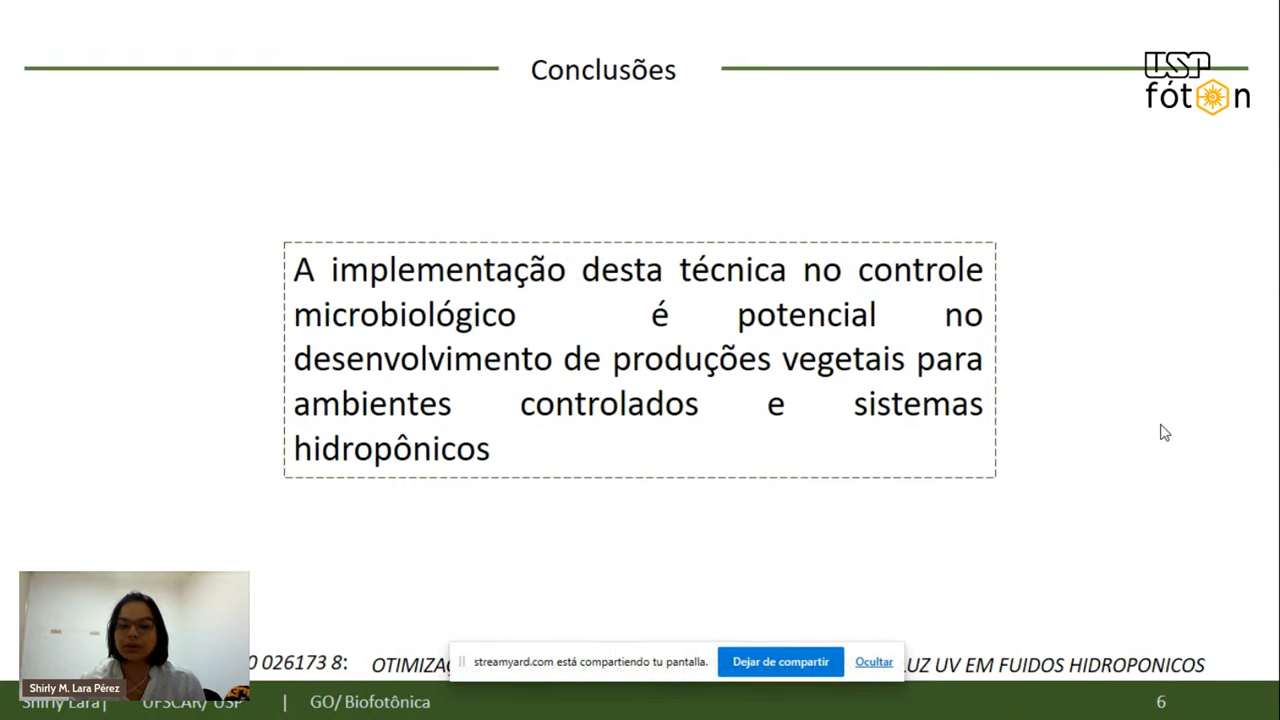 Conclusões
USP
fóton
A implementação desta técnica no controle
microbiológico é potencial no
desenvolvimento de produções vegetais para
ambientes controlados e sistemas
hidropônicos
0 026173 8: OTIMIZAÇ LUZ UV EM FUIDOS HIDROPONICOS
streamyard.com está compartiendo tu pantalla. Dejar de compartir Ocultar
Shirly M. Lara Pérez
Shirly Lara| UFSCAR/ USP | GO/ Biofotônica 6